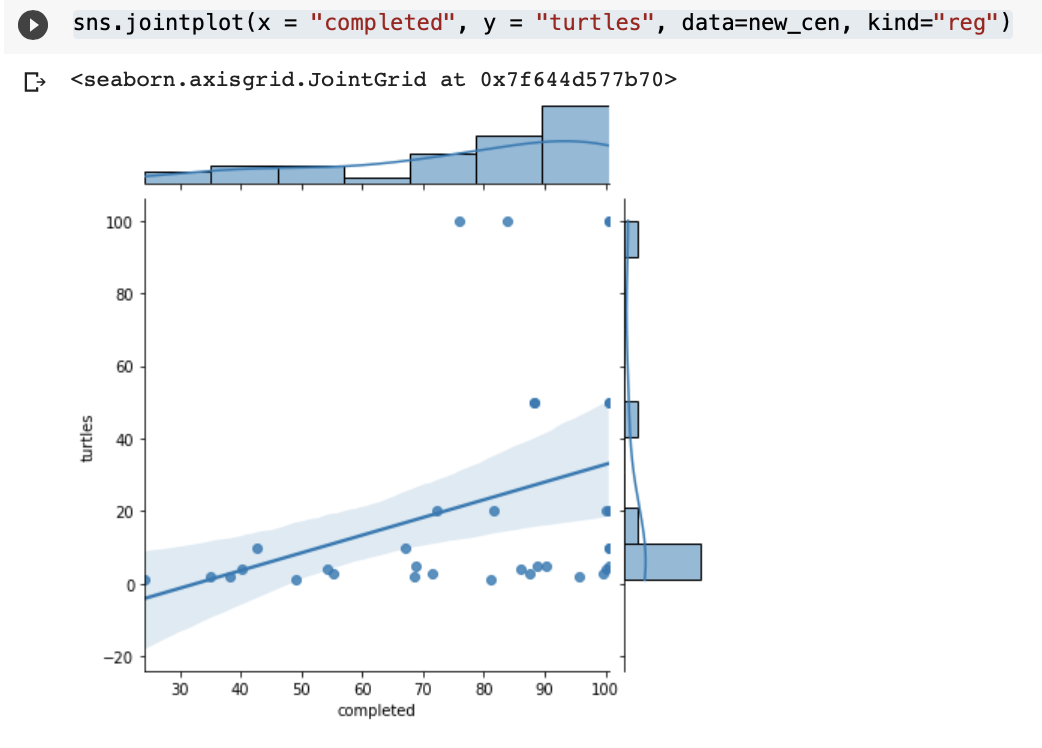 sns.jointplot(x = "completed", y = "turtles", data=new_cen, kind="reg")
<seaborn.axisgrid.JointGrid at 0x7f644d577b70>
100
80
60
40
20
0
−20
turtles
30 40 50 60 70 80 90 100
completed